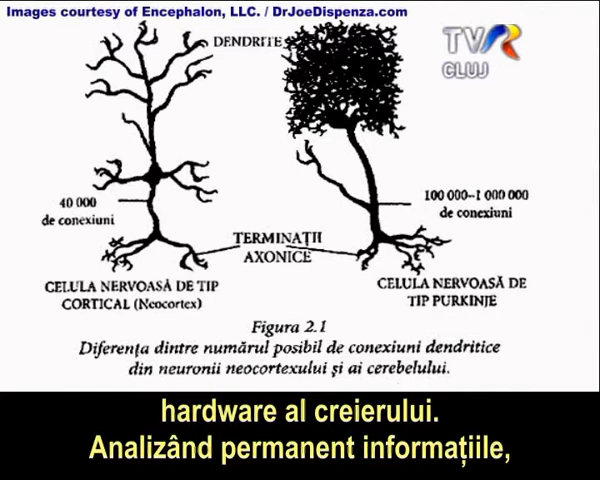 Images courtesy of Encephalon, LLC. / DrJoeDispenza.com
DENDRITE
TVR
CLUJ
40 000
de conexiuni
100 000–1 000 000
de conexiuni
TERMINAȚII
AXONICE
CELULA NERVOASĂ DE TIP
CORTICAL (Neocortex)
CELULA NERVOASĂ DE
TIP PURKINJE
Figura 2.1
Diferența dintre numărul posibil de conexiuni dendritice
din neuronii neocortexului și ai cerebelului.
hardware al creierului.
Analizând permanent informațiile,